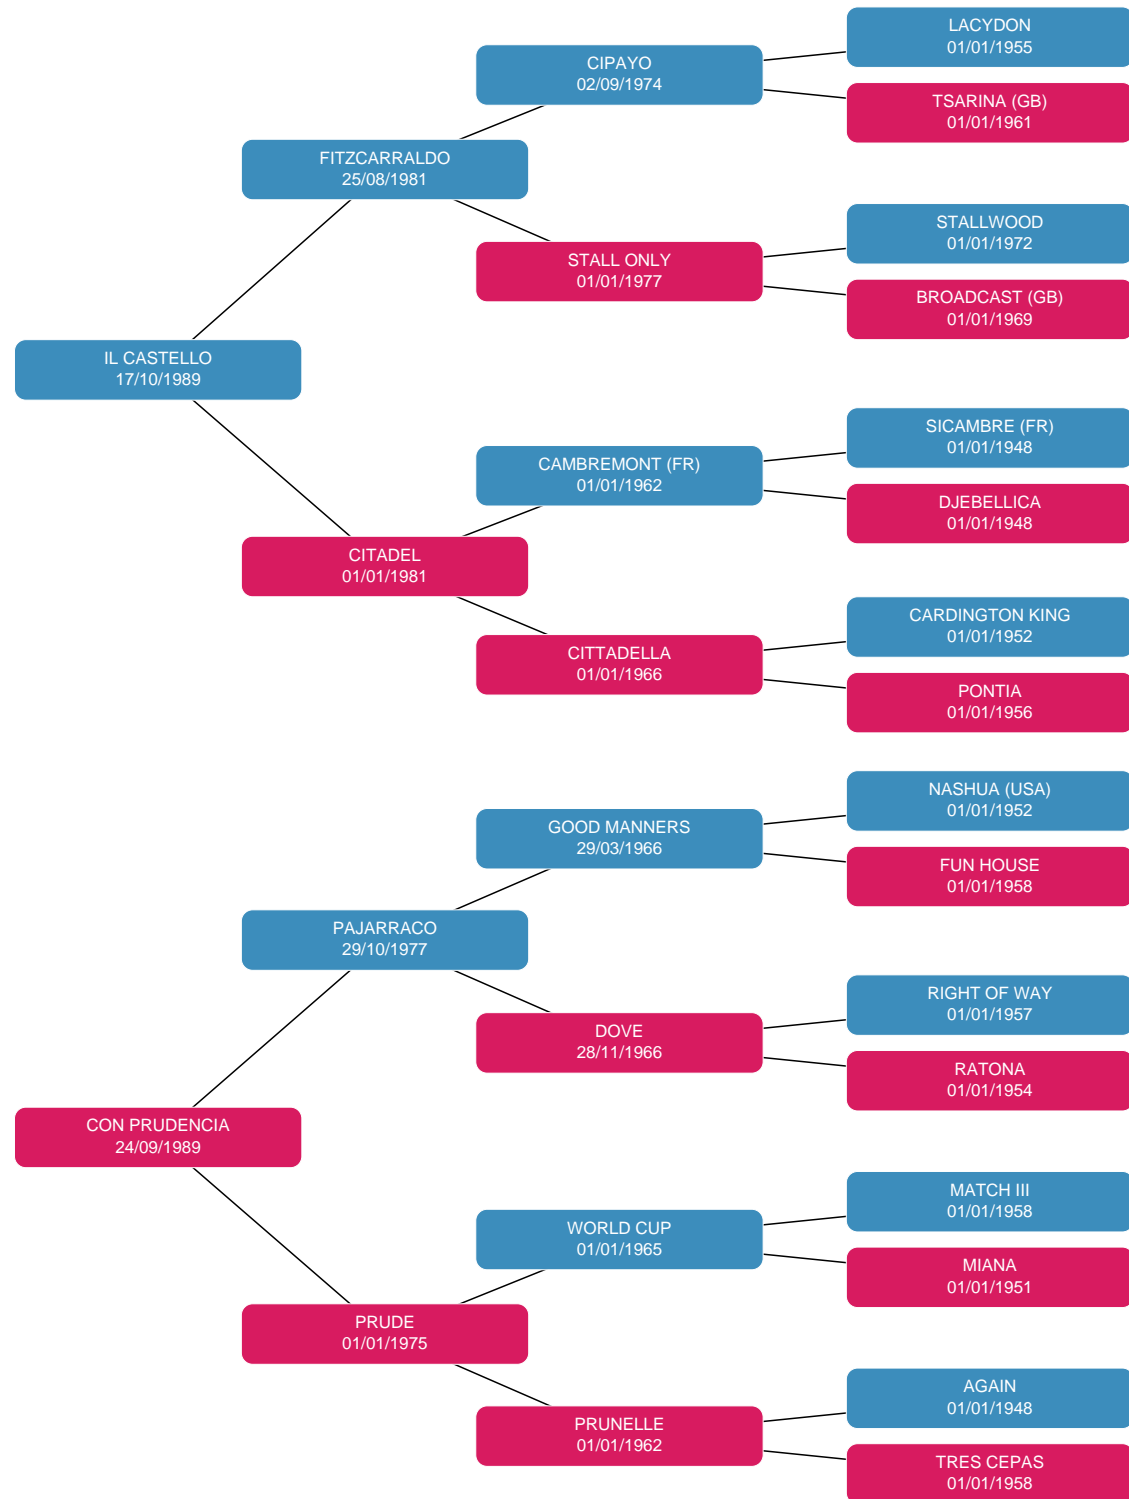 LACYDON
01/01/1955
CIPAYO
02/09/1974
TSARINA (GB)
01/01/1961
FITZCARRALDO
25/08/1981
STALLWOOD
01/01/1972
STALL ONLY
01/01/1977
BROADCAST (GB)
01/01/1969
IL CASTELLO
17/10/1989
SICAMBRE (FR)
01/01/1948
CAMBREMONT (FR)
01/01/1962
DJEBELLICA
01/01/1948
CITADEL
01/01/1981
CARDINGTON KING
01/01/1952
CITTADELLA
01/01/1966
PONTIA
01/01/1956
NASHUA (USA)
01/01/1952
GOOD MANNERS
29/03/1966
FUN HOUSE
01/01/1958
PAJARRACO
29/10/1977
RIGHT OF WAY
01/01/1957
DOVE
28/11/1966
RATONA
01/01/1954
CON PRUDENCIA
24/09/1989
MATCH III
01/01/1958
WORLD CUP
01/01/1965
MIANA
01/01/1951
PRUDE
01/01/1975
AGAIN
01/01/1948
PRUNELLE
01/01/1962
TRES CEPAS
01/01/1958